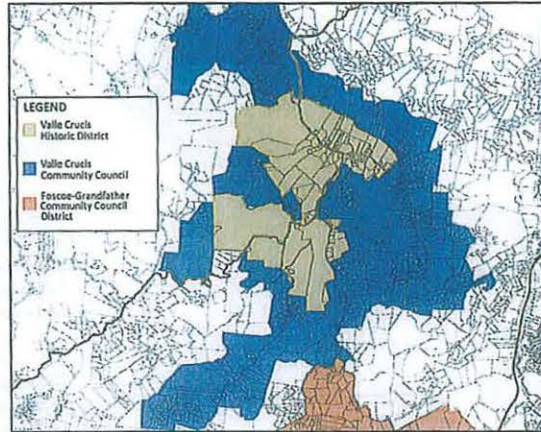 LEGEND
Valle Crucis
Historic District
Valle Crucis
Community Council
Foscoe-Grandfather
Community Council
District